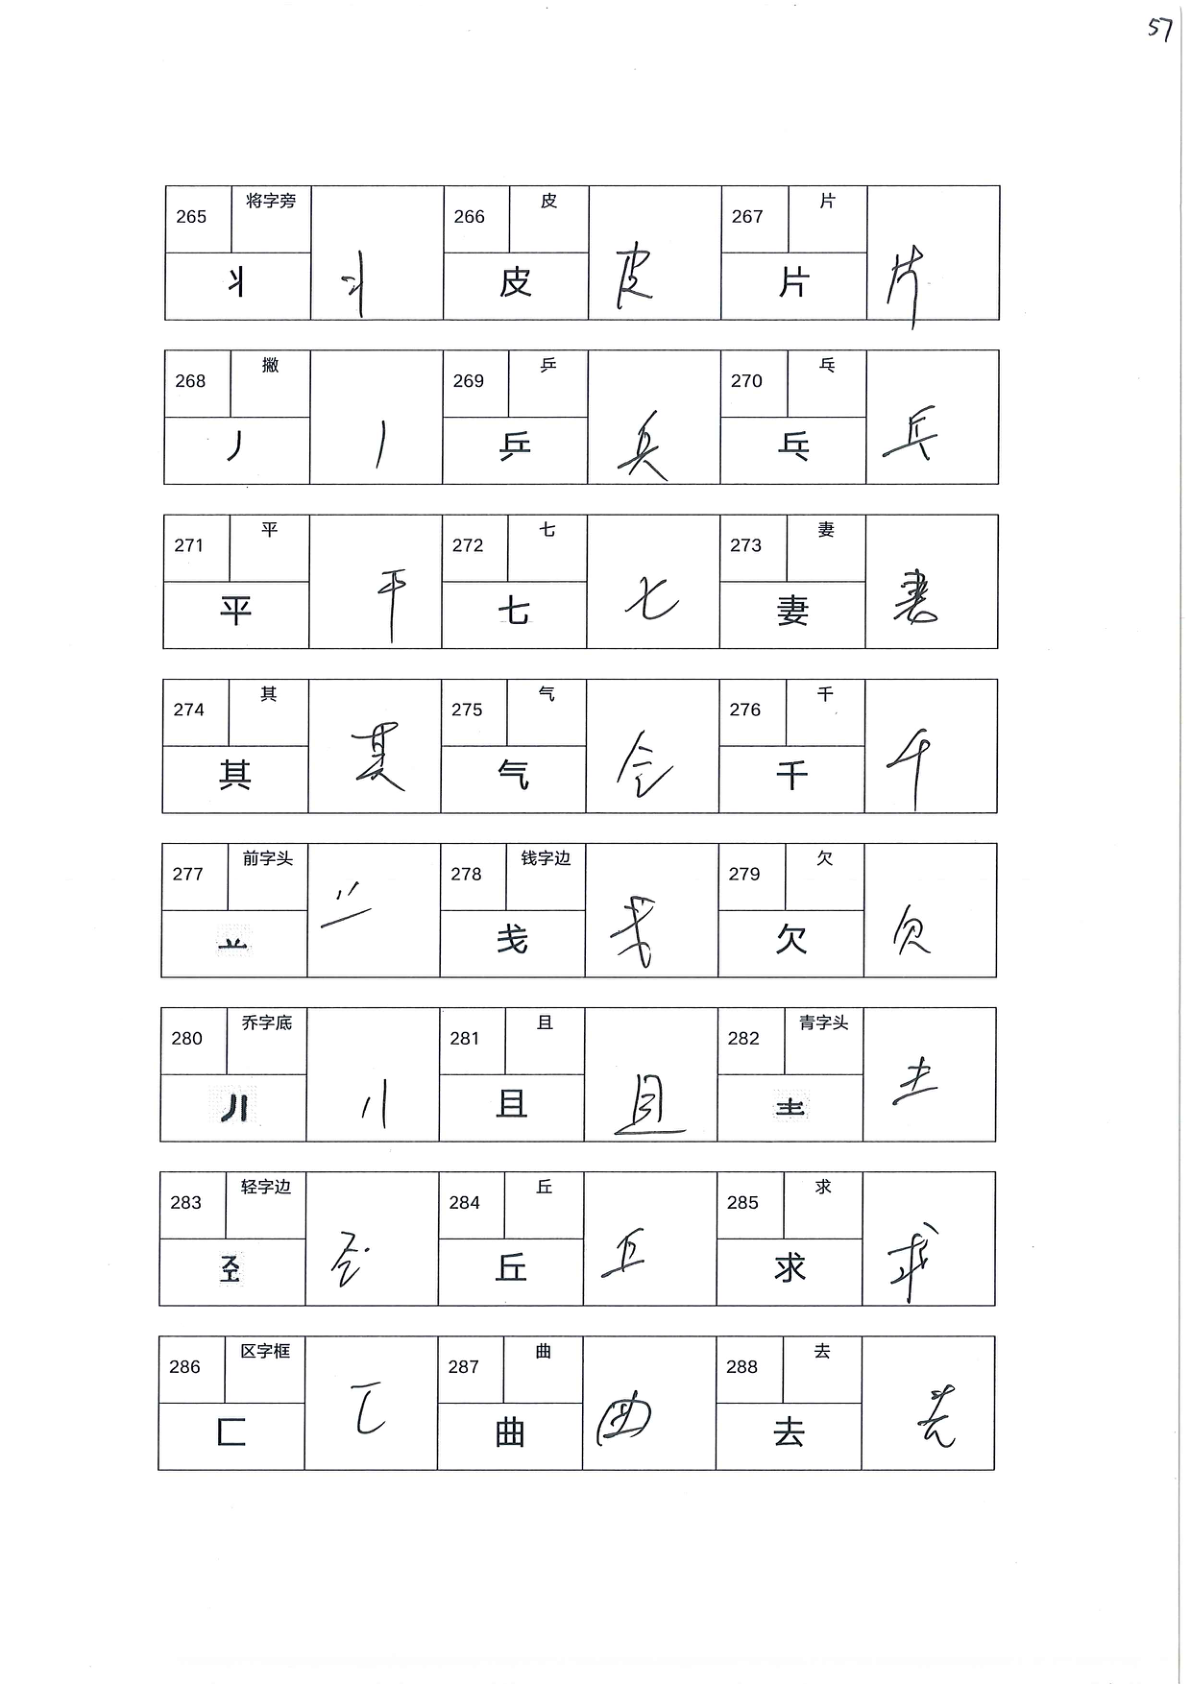 57
265 将字旁 266 皮 267 片
丬 丬 皮 皮 片 片
268 撇 269 乒 270 乓
丿 丿 乒 乒 乓 乓
271 平 272 七 273 妻
平 平 七 七 妻 妻
274 其 275 气 276 千
其 其 气 气 千 千
277 前字头 278 钱字边 279 欠
䒑 䒑 戋 戋 欠 欠
280 乔字底 281 且 282 青字头
且 且 龶 龶
283 轻字边 284 丘 285 求
丘 丘 求 求
286 区字框 287 曲 288 去
匚 匚 曲 曲 去 去